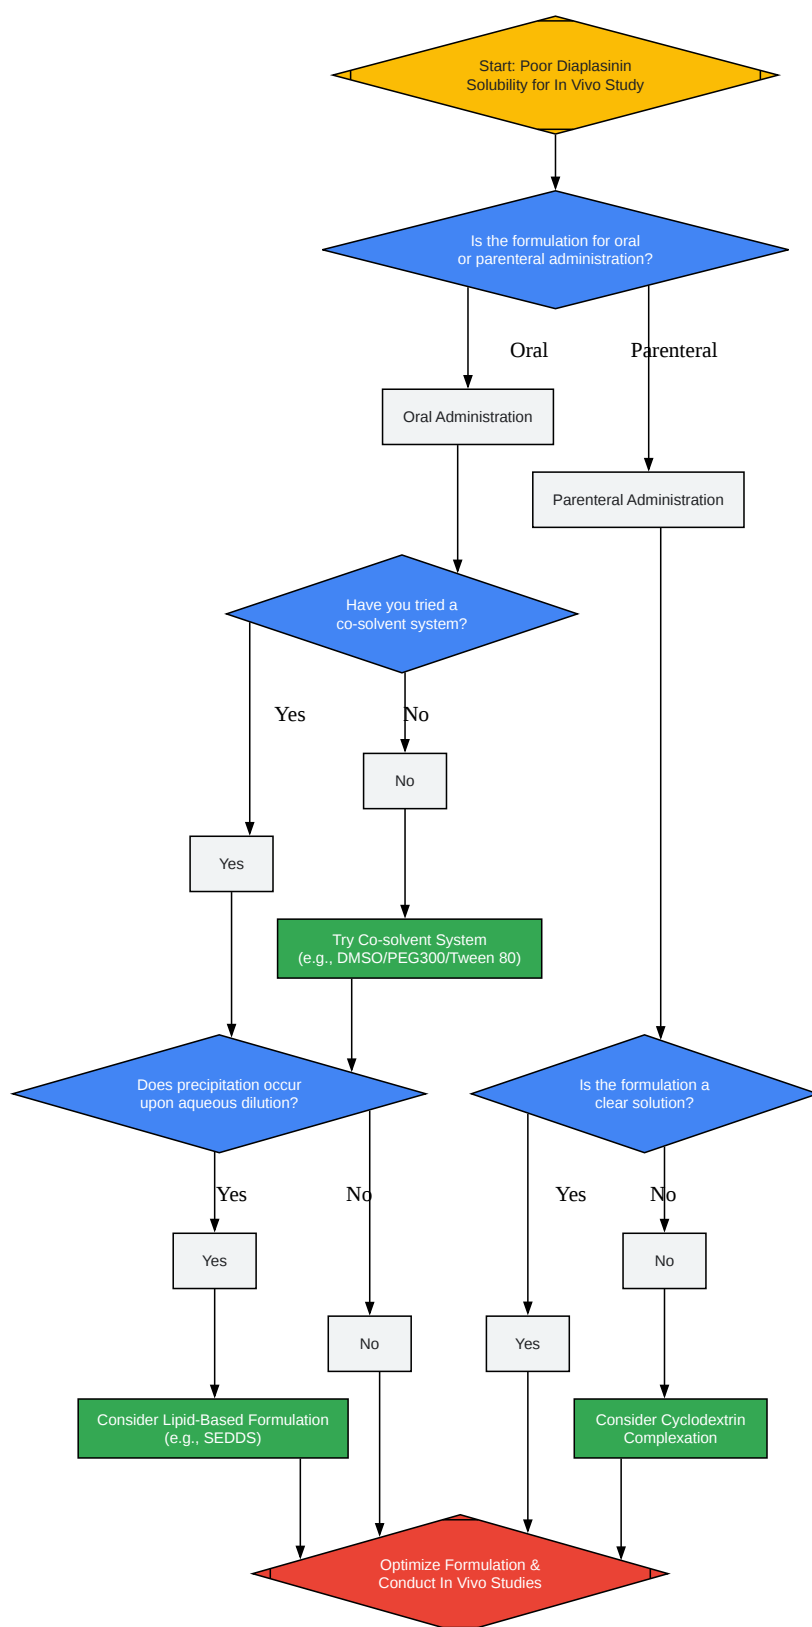 Start: Poor Diaplasinin
Solubility for In Vivo Study
Is the formulation for oral
or parenteral administration?
Oral
Parenteral
Oral Administration
Parenteral Administration
Have you tried a
co-solvent system?
Yes
No
No
Yes
Try Co-solvent System
(e.g., DMSO/PEG300/Tween 80)
Does precipitation occur
upon aqueous dilution?
Is the formulation a
clear solution?
Yes
No
Yes
No
Yes
No
No
Yes
Consider Lipid-Based Formulation
(e.g., SEDDS)
Consider Cyclodextrin
Complexation
Optimize Formulation &
Conduct In Vivo Studies